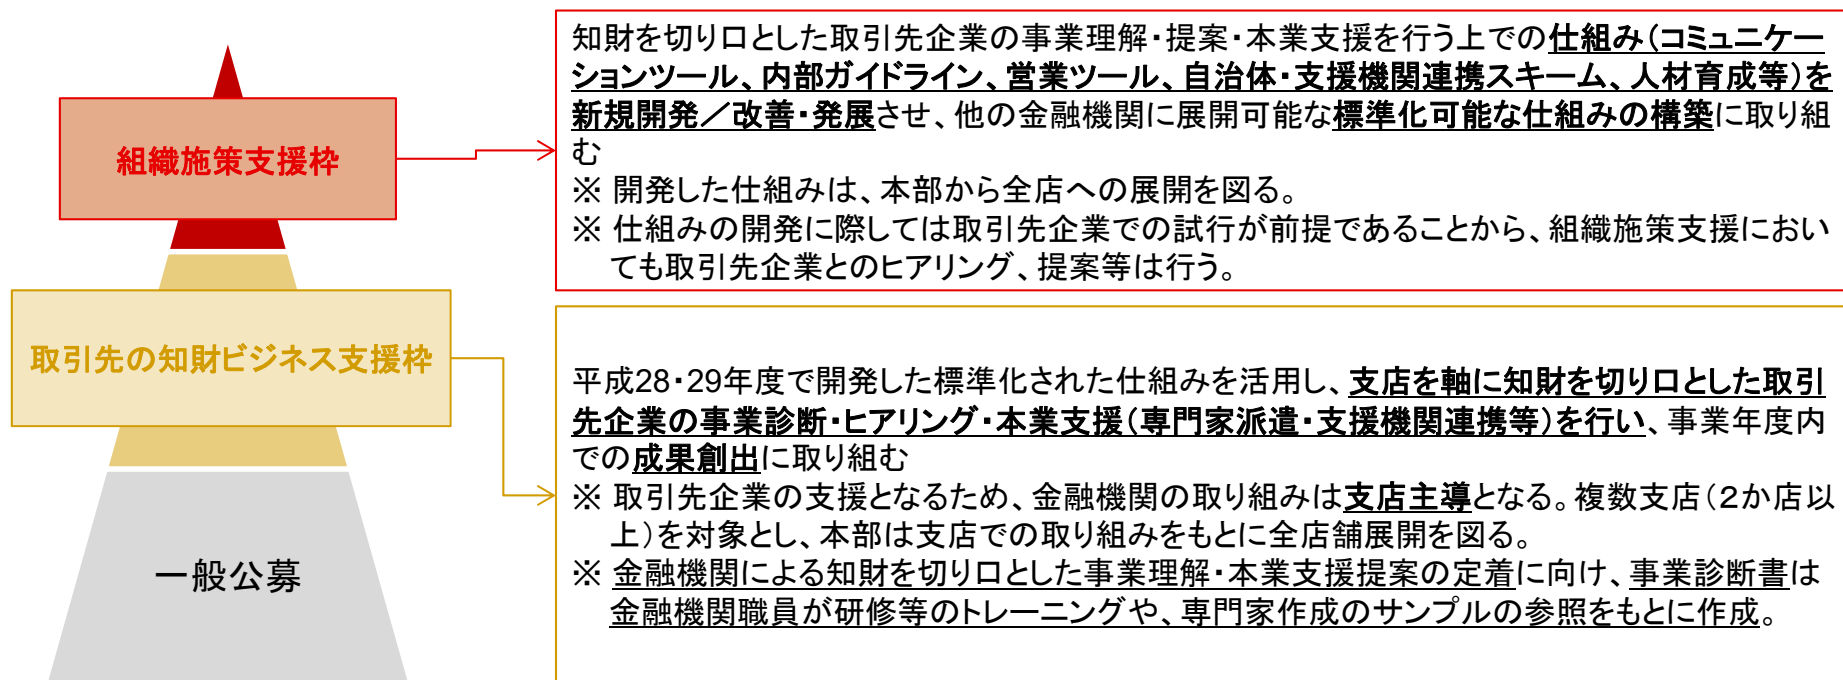 組織施策支援枠
知財を切り口とした取引先企業の事業理解・提案・本業支援を行う上での仕組み（コミュニケー
ションツール、内部ガイドライン、営業ツール、自治体・支援機関連携スキーム、人材育成等）を
新規開発／改善・発展させ、他の金融機関に展開可能な標準化可能な仕組みの構築に取り組
む
※ 開発した仕組みは、本部から全店への展開を図る。
※ 仕組みの開発に際しては取引先企業での試行が前提であることから、組織施策支援におい
ても取引先企業とのヒアリング、提案等は行う。
取引先の知財ビジネス支援枠
平成28・29年度で開発した標準化された仕組みを活用し、支店を軸に知財を切り口とした取引
先企業の事業診断・ヒアリング・本業支援（専門家派遣・支援機関連携等）を行い、事業年度内
での成果創出に取り組む
※ 取引先企業の支援となるため、金融機関の取り組みは支店主導となる。複数支店（２か店以
上）を対象とし、本部は支店での取り組みをもとに全店舗展開を図る。
※ 金融機関による知財を切り口とした事業理解・本業支援提案の定着に向け、事業診断書は
金融機関職員が研修等のトレーニングや、専門家作成のサンプルの参照をもとに作成。
一般公募